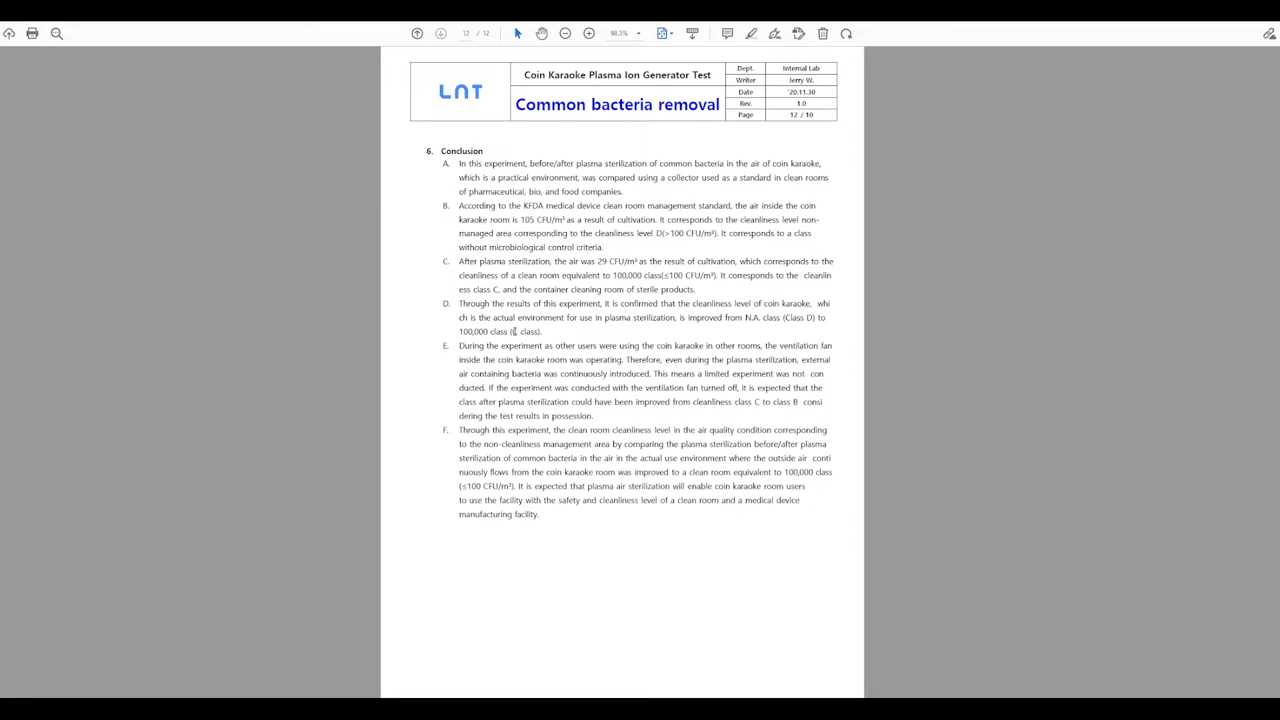 12 / 12
98.3%
LNT
Coin Karaoke Plasma Ion Generator Test
Common bacteria removal
Dept. Internal Lab
Writer Jerry W.
Date '20.11.30
Rev. 1.0
Page 12 / 10
6. Conclusion
A. In this experiment, before/after plasma sterilization of common bacteria in the air of coin karaoke,
which is a practical environment, was compared using a collector used as a standard in clean rooms
of pharmaceutical, bio, and food companies.
B. According to the KFDA medical device clean room management standard, the air inside the coin
karaoke room is 105 CFU/m³ as a result of cultivation. It corresponds to the cleanliness level non-
managed area corresponding to the cleanliness level D(>100 CFU/m³). It corresponds to a class
without microbiological control criteria.
C. After plasma sterilization, the air was 29 CFU/m³ as the result of cultivation, which corresponds to the
cleanliness of a clean room equivalent to 100,000 class(≤100 CFU/m³). It corresponds to the cleanlin
ess class C, and the container cleaning room of sterile products.
D. Through the results of this experiment, it is confirmed that the cleanliness level of coin karaoke, whi
ch is the actual environment for use in plasma sterilization, is improved from N.A. class (Class D) to
100,000 class (C class).
E. During the experiment as other users were using the coin karaoke in other rooms, the ventilation fan
inside the coin karaoke room was operating. Therefore, even during the plasma sterilization, external
air containing bacteria was continuously introduced. This means a limited experiment was not con
ducted. If the experiment was conducted with the ventilation fan turned off, it is expected that the
class after plasma sterilization could have been improved from cleanliness class C to class B consi
dering the test results in possession.
F. Through this experiment, the clean room cleanliness level in the air quality condition corresponding
to the non-cleanliness management area by comparing the plasma sterilization before/after plasma
sterilization of common bacteria in the air in the actual use environment where the outside air conti
nuously flows from the coin karaoke room was improved to a clean room equivalent to 100,000 class
(≤100 CFU/m³). It is expected that plasma air sterilization will enable coin karaoke room users
to use the facility with the safety and cleanliness level of a clean room and a medical device
manufacturing facility.